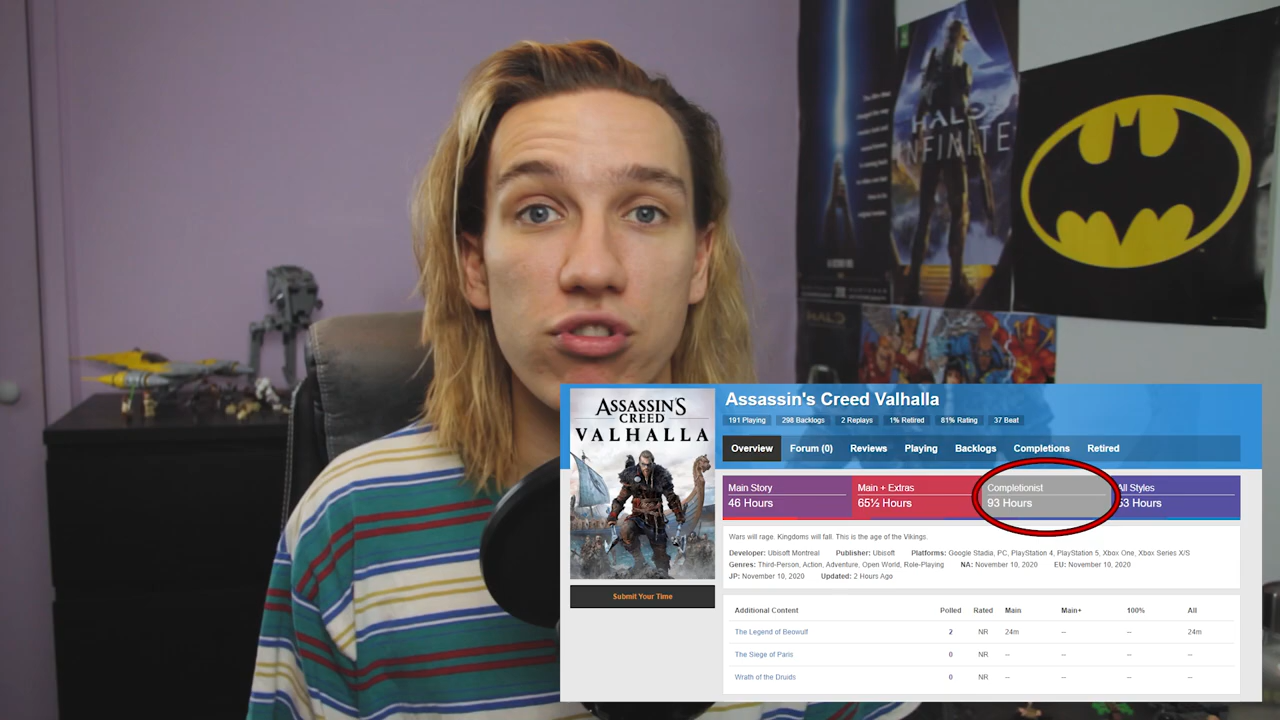 HALO
INFINITE
ASSASSIN'S
CREED
VALHALLA
Submit Your Time
Assassin's Creed Valhalla
191 Playing 298 Backlogs 2 Replays 1% Retired 81% Rating 37 Beat
Overview Forum (0) Reviews Playing Backlogs Completions Retired
Main Story Main + Extras Completionist All Styles
46 Hours 65½ Hours 93 Hours 63 Hours
Wars will rage. Kingdoms will fall. This is the age of the Vikings.
Developer: Ubisoft Montreal Publisher: Ubisoft Platforms: Google Stadia, PC, PlayStation 4, PlayStation 5, Xbox One, Xbox Series X/S
Genres: Third-Person, Action, Adventure, Open World, Role-Playing NA: November 10, 2020 EU: November 10, 2020
JP: November 10, 2020 Updated: 2 Hours Ago
Additional Content Polled Rated Main Main+ 100% All
The Legend of Beowulf 2 NR 24m -- -- 24m
The Siege of Paris 0 NR -- -- -- --
Wrath of the Druids 0 NR -- -- -- --